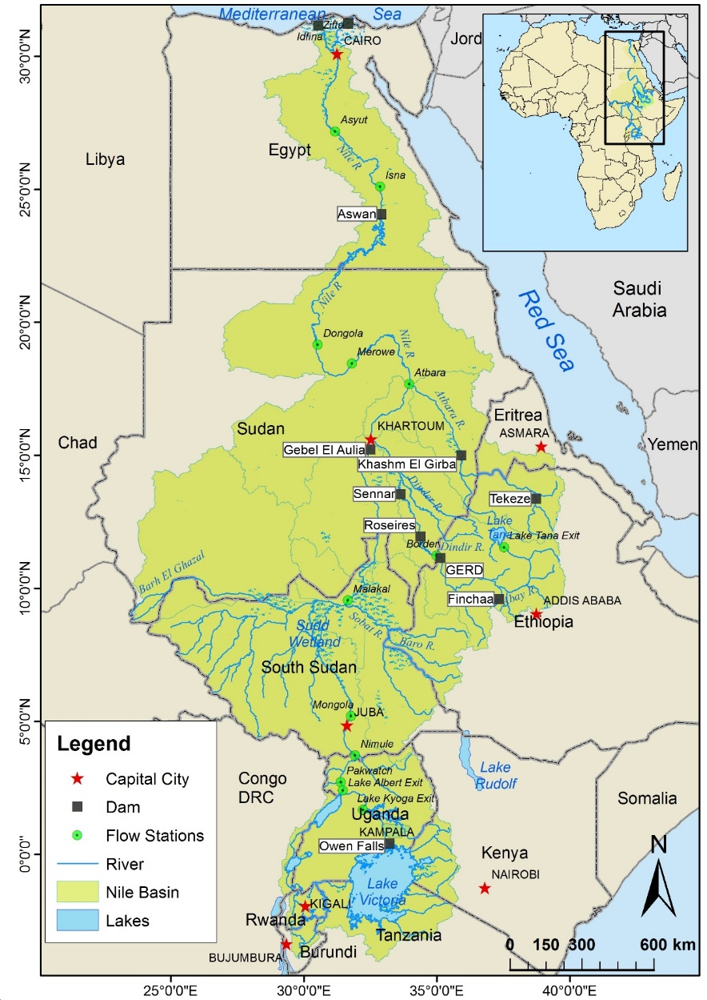 Mediterranean Sea
Zifta
Idfina
CAIRO
Jord
30°0'0"N
Asyut
Libya
Egypt
Nile R
Isna
25°0'0"N
Aswan
Nile R
Saudi
Arabia
Red Sea
20°0'0"N
Dongola
Merowe
Nile R
Atbara
Atbara R.
Eritrea
ASMARA
Sudan
KHARTOUM
Chad
Yemen
Gebel El Aulia
Khashm El Girba
15°0'0"N
Sennar
Dinder R.
Tekeze
Roseires
Lake
Tana
Lake Tana Exit
Border
Dindir R.
GERD
Barh El Ghazal
10°0'0"N
Malakal
Finchaa
Abay R.
ADDIS ABABA
Ethiopia
Sudd
Wetland
Sobat R.
Baro R.
South Sudan
Mongola
JUBA
5°0'0"N
Nimule
Pakwatch
Lake Albert Exit
Lake Kyoga Exit
Congo
DRC
Lake
Rudolf
Somalia
Uganda
KAMPALA
Owen Falls
0°0'0"
Kenya
NAIROBI
Lake
Victoria
KIGALI
Rwanda
Tanzania
BUJUMBURA
Burundi
Legend
Capital City
Dam
Flow Stations
River
Nile Basin
Lakes
N
0 150 300 600 km
25°0'0"E 30°0'0"E 35°0'0"E 40°0'0"E